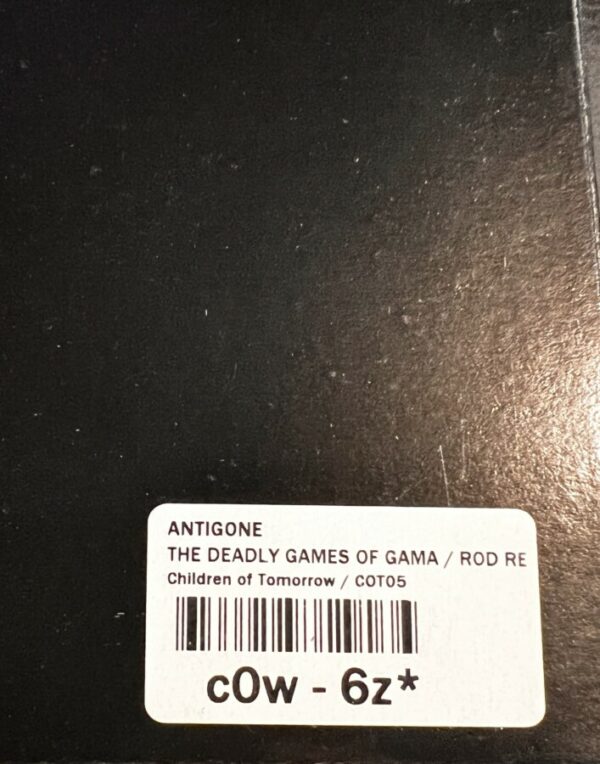 ANTIGONE
THE DEADLY GAMES OF GAMA / ROD RE
Children of Tomorrow / COT05
c0w - 6z*